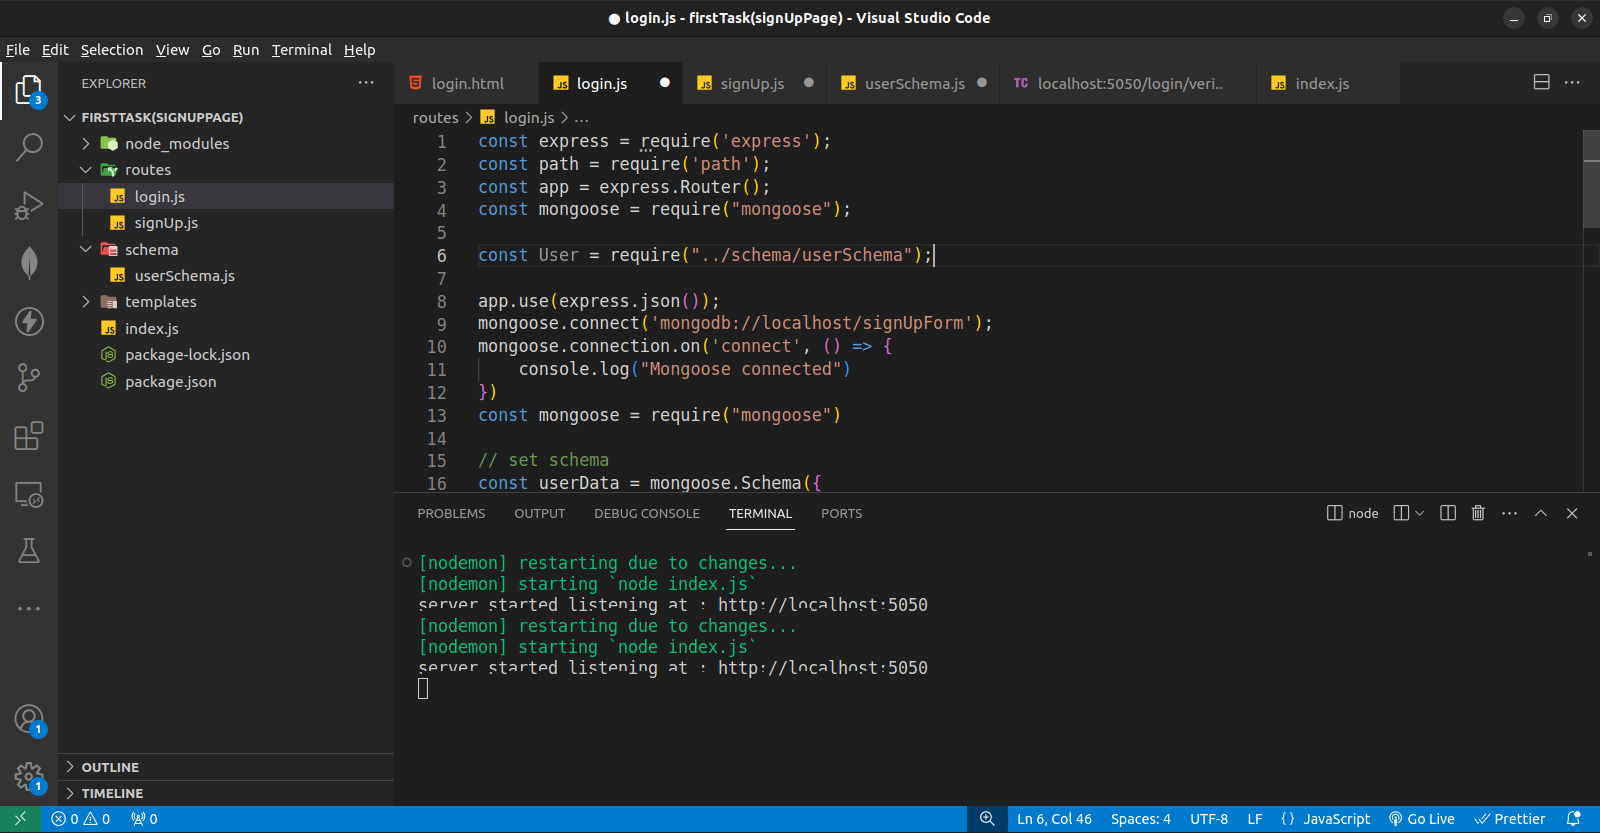 login.js - firstTask(signUpPage) - Visual Studio Code
File Edit Selection View Go Run Terminal Help
EXPLORER
login.html
login.js
signUp.js
userSchema.js
TC localhost:5050/login/veri..
index.js
3
FIRSTTASK(SIGNUPPAGE)
node_modules
routes
login.js
signUp.js
schema
userSchema.js
templates
index.js
package-lock.json
package.json
OUTLINE
TIMELINE
1
1
routes > login.js > ...
1 const express = require('express');
2 const path = require('path');
3 const app = express.Router();
4 const mongoose = require("mongoose");
5
6 const User = require("../schema/userSchema");
7
8 app.use(express.json());
9 mongoose.connect('mongodb://localhost/signUpForm');
10 mongoose.connection.on('connect', () => {
11 console.log("Mongoose connected")
12 })
13 const mongoose = require("mongoose")
14
15 // set schema
16 const userData = mongoose.Schema({
PROBLEMS OUTPUT DEBUG CONSOLE TERMINAL PORTS
node
[nodemon] restarting due to changes...
[nodemon] starting `node index.js`
server started listening at : http://localhost:5050
[nodemon] restarting due to changes...
[nodemon] starting `node index.js`
server started listening at : http://localhost:5050
0 0 0 Ln 6, Col 46 Spaces: 4 UTF-8 LF {} JavaScript Go Live Prettier